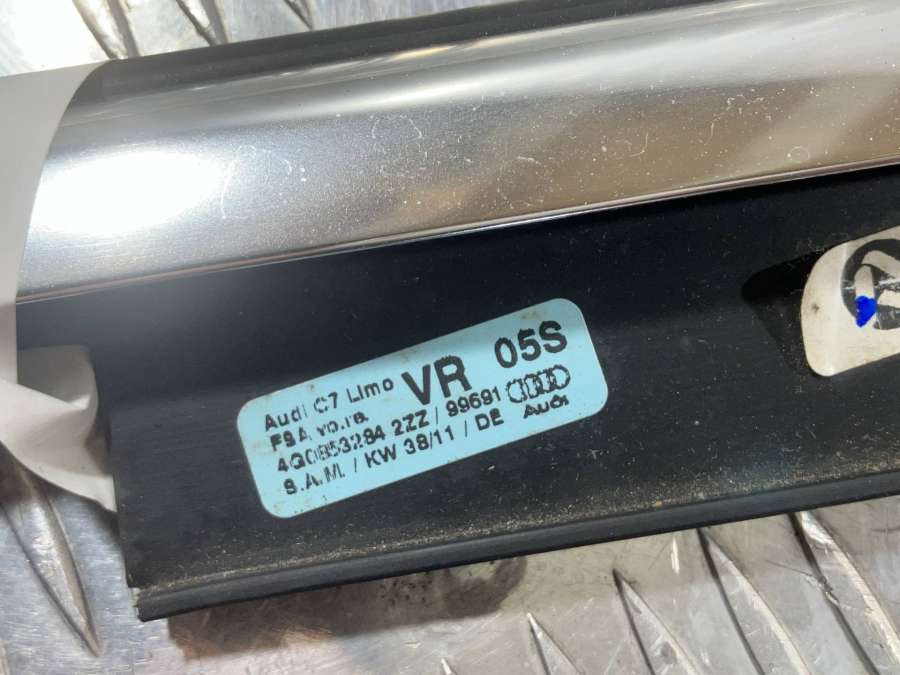 Audi C7 Limo VR 05S
FSA vo.re.
4G0853284 2ZZ / 99691
S.A.M. / KW 38/11 / DE Audi